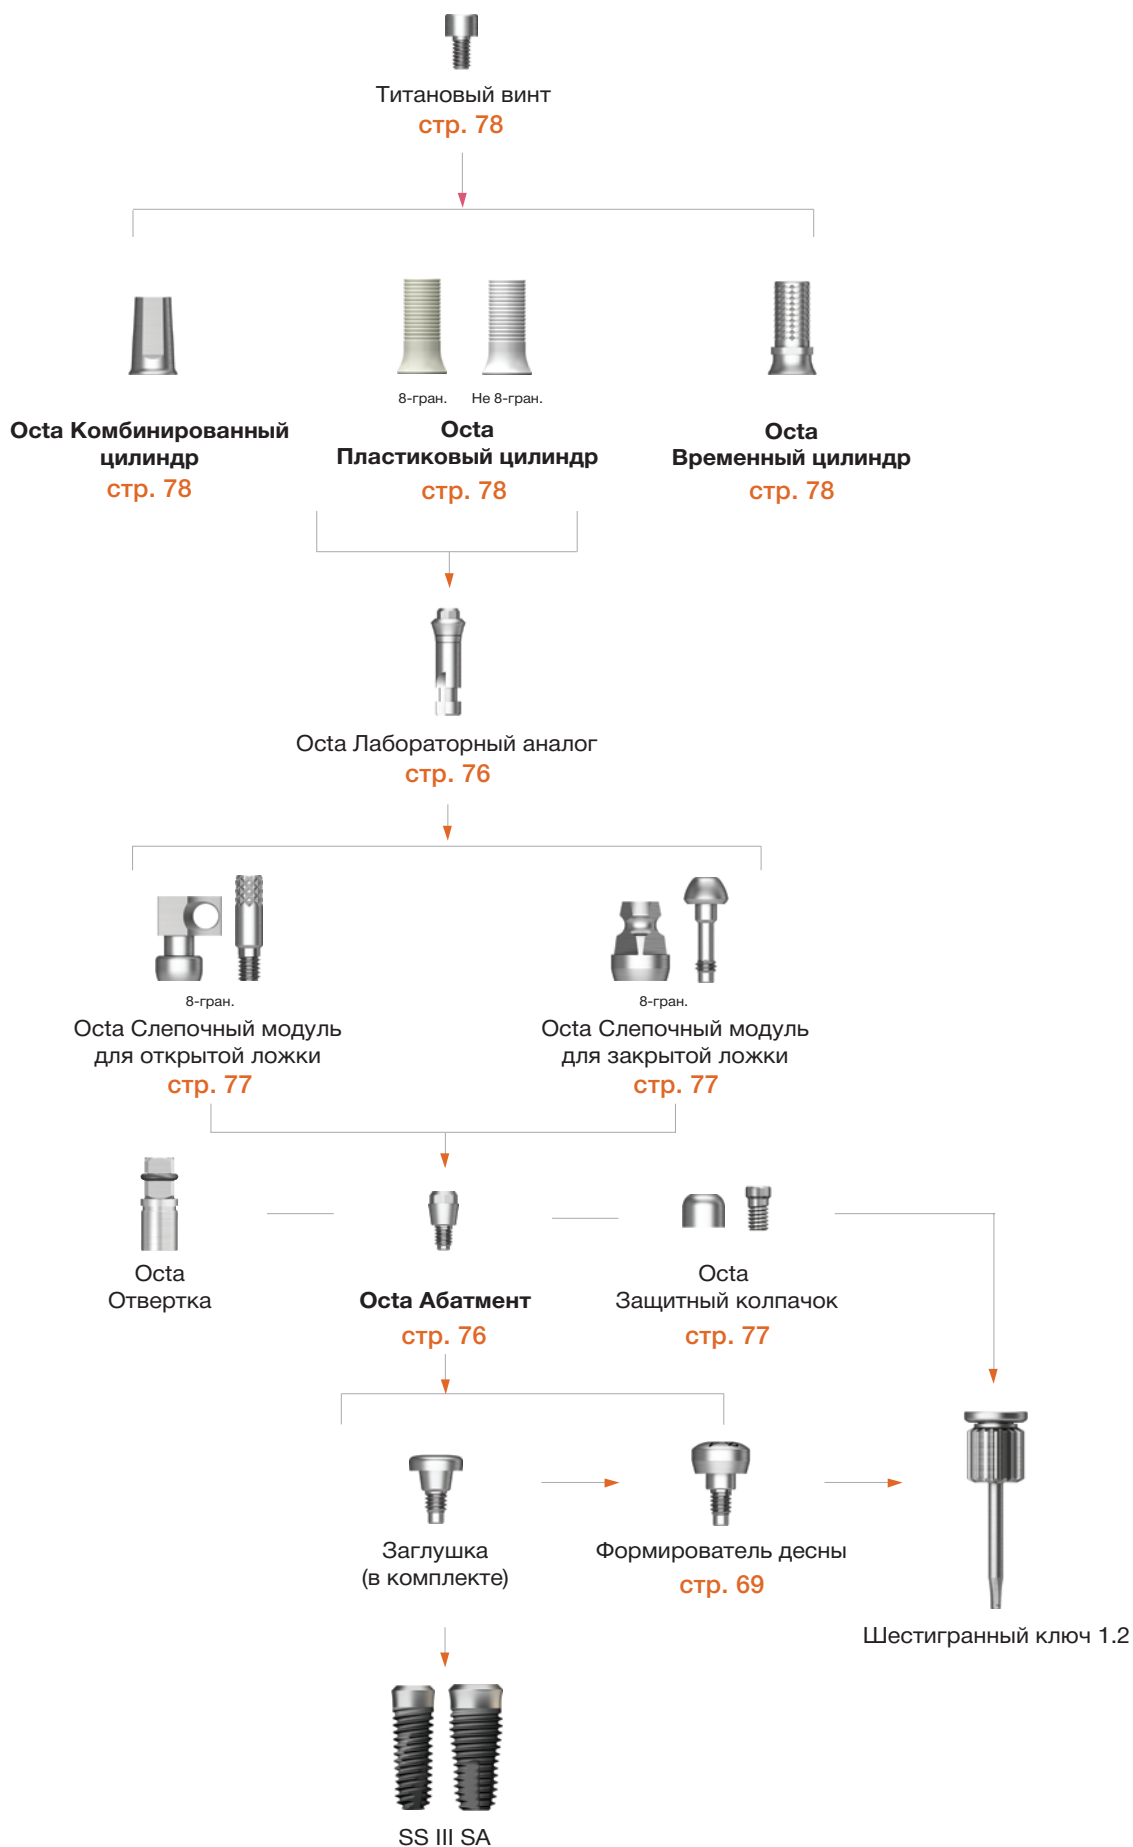 Титановый винт
стр. 78
8-гран.
Не 8-гран.
Octa Комбинированный
цилиндр
стр. 78
Octa
Пластиковый цилиндр
стр. 78
Octa
Временный цилиндр
стр. 78
Octa Лабораторный аналог
стр. 76
8-гран.
Octa Слепочный модуль
для открытой ложки
стр. 77
8-гран.
Octa Слепочный модуль
для закрытой ложки
стр. 77
Octa
Отвертка
Octa Абатмент
стр. 76
Octa
Защитный колпачок
стр. 77
Заглушка
(в комплекте)
Формирователь десны
стр. 69
Шестигранный ключ 1.2
SS III SA